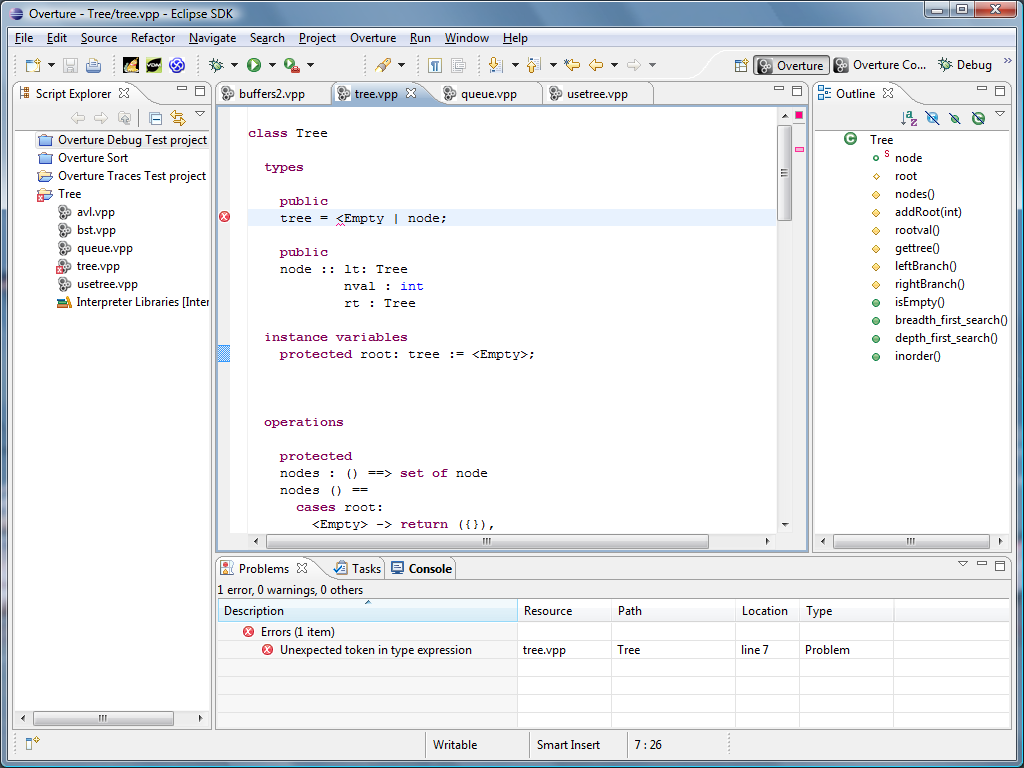 Overture - Tree/tree.vpp - Eclipse SDK
File Edit Source Refactor Navigate Search Project Overture Run Window Help
Overture Overture Co... Debug
Script Explorer
Overture Debug Test project
Overture Sort
Overture Traces Test project
Tree
avl.vpp
bst.vpp
queue.vpp
tree.vpp
usetree.vpp
Interpreter Libraries [Inter
buffers2.vpp tree.vpp queue.vpp usetree.vpp
class Tree
types
public
tree = <Empty | node;
public
node :: lt: Tree
nval : int
rt : Tree
instance variables
protected root: tree := <Empty>;
operations
protected
nodes : () ==> set of node
nodes () ==
cases root:
<Empty> -> return ({}),
Outline
Tree
S node
root
nodes()
addRoot(int)
rootval()
gettree()
leftBranch()
rightBranch()
isEmpty()
breadth_first_search()
depth_first_search()
inorder()
Problems Tasks Console
1 error, 0 warnings, 0 others
Description Resource Path Location Type
Errors (1 item)
Unexpected token in type expression tree.vpp Tree line 7 Problem
Writable Smart Insert 7 : 26